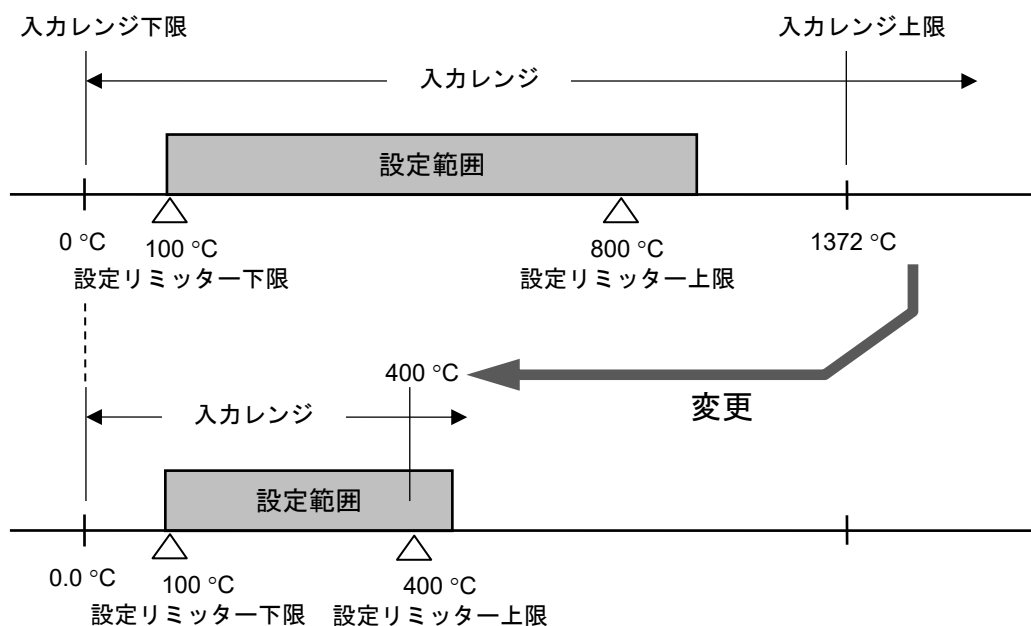 入力レンジ下限
入力レンジ上限
入力レンジ
設定範囲
0 °C
100 °C
設定リミッター下限
800 °C
設定リミッター上限
1372 °C
400 °C
変更
入力レンジ
設定範囲
0.0 °C
100 °C
設定リミッター下限
400 °C
設定リミッター上限